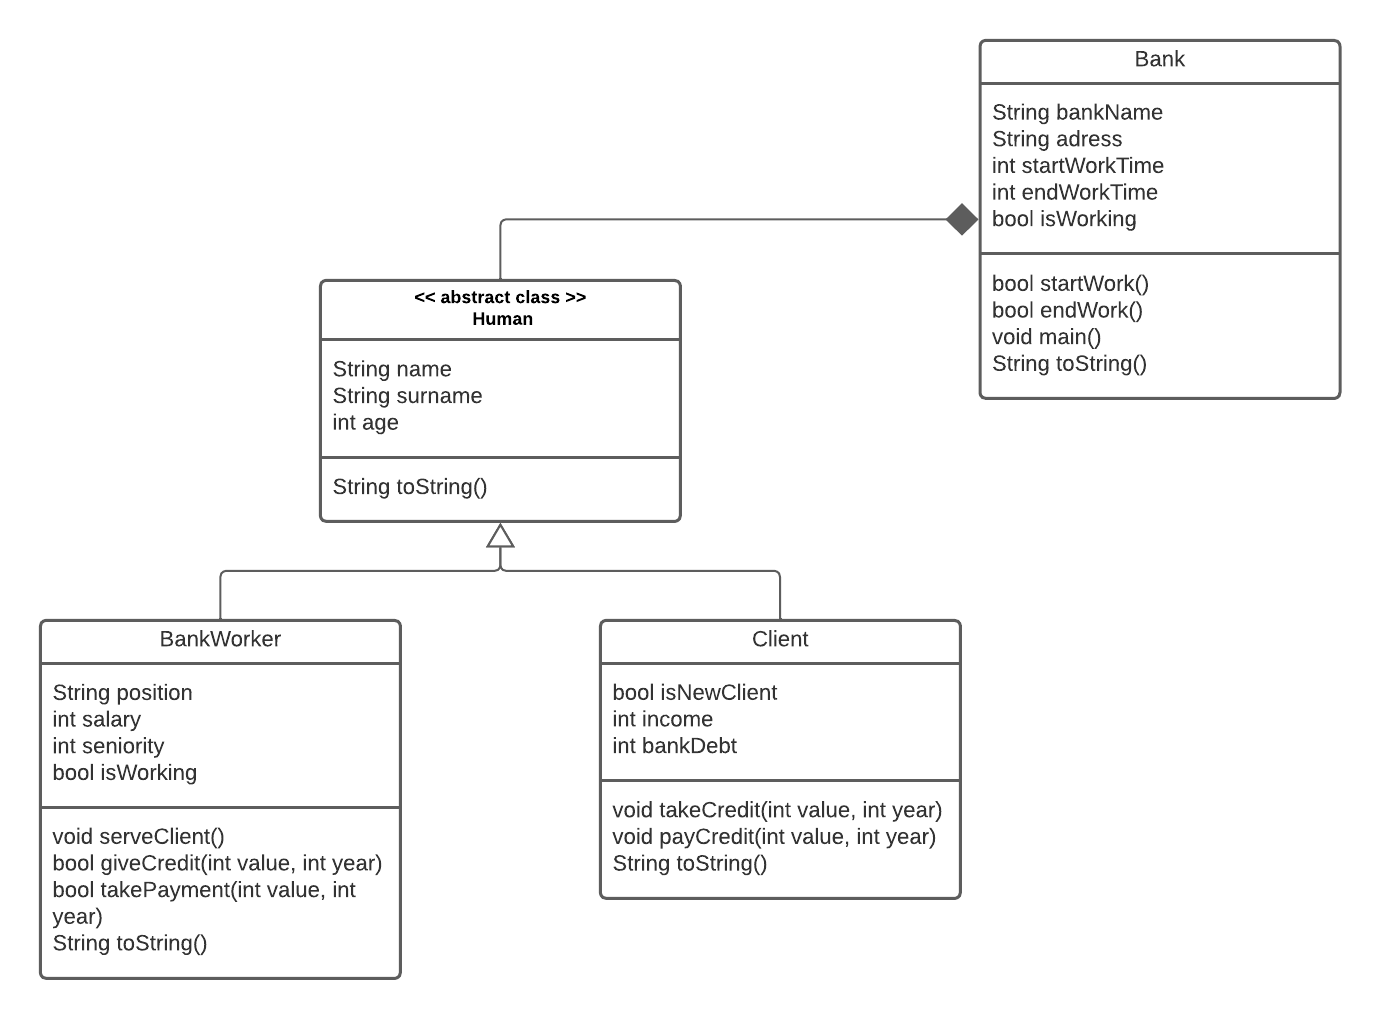 Bank
String bankName
String adress
int startWorkTime
int endWorkTime
bool isWorking
bool startWork()
bool endWork()
void main()
String toString()
<< abstract class >>
Human
String name
String surname
int age
String toString()
BankWorker
String position
int salary
int seniority
bool isWorking
void serveClient()
bool giveCredit(int value, int year)
bool takePayment(int value, int
year)
String toString()
Client
bool isNewClient
int income
int bankDebt
void takeCredit(int value, int year)
void payCredit(int value, int year)
String toString()